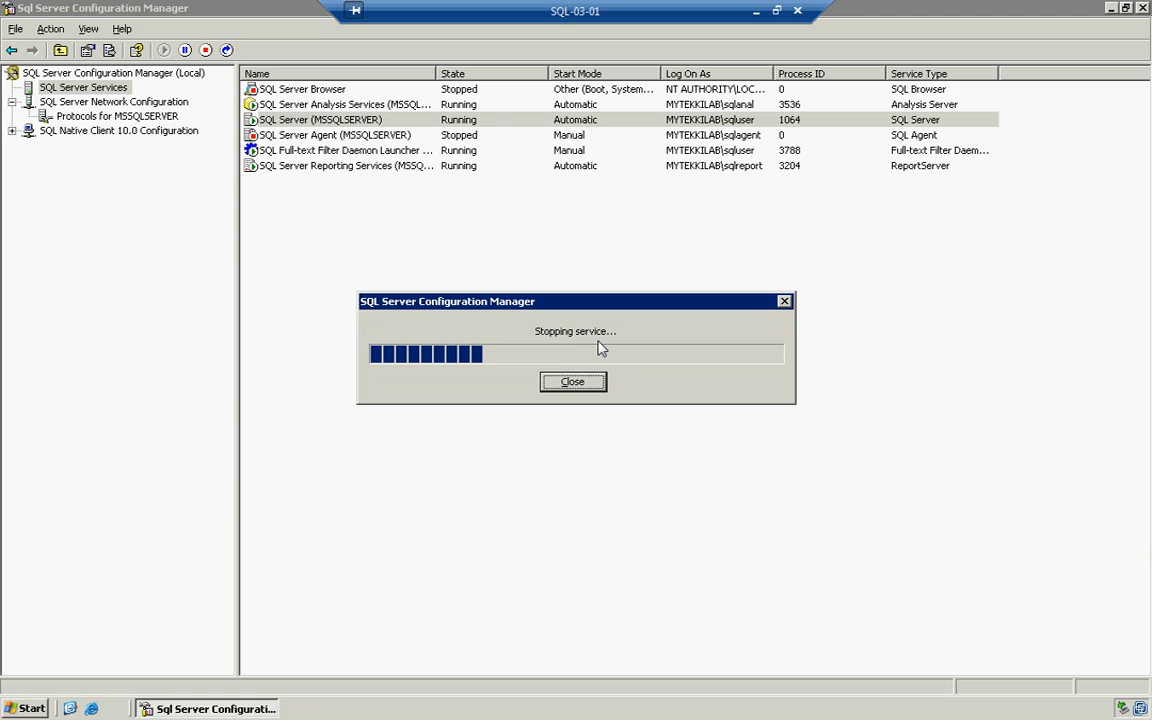 Sql Server Configuration Manager
SQL-03-01
File Action View Help
SQL Server Configuration Manager (Local)
SQL Server Services
SQL Server Network Configuration
Protocols for MSSQLSERVER
SQL Native Client 10.0 Configuration
Name State Start Mode Log On As Process ID Service Type
SQL Server Browser Stopped Other (Boot, System... NT AUTHORITY\LOC... 0 SQL Browser
SQL Server Analysis Services (MSSQL... Running Automatic MYTEKKILAB\sqlanal 3536 Analysis Server
SQL Server (MSSQLSERVER) Running Automatic MYTEKKILAB\sqluser 1064 SQL Server
SQL Server Agent (MSSQLSERVER) Stopped Manual MYTEKKILAB\sqlagent 0 SQL Agent
SQL Full-text Filter Daemon Launcher ... Running Manual MYTEKKILAB\sqluser 3788 Full-text Filter Daem...
SQL Server Reporting Services (MSSQ... Running Automatic MYTEKKILAB\sqlreport 3204 ReportServer
SQL Server Configuration Manager
Stopping service...
Close
Start
Sql Server Configurati...